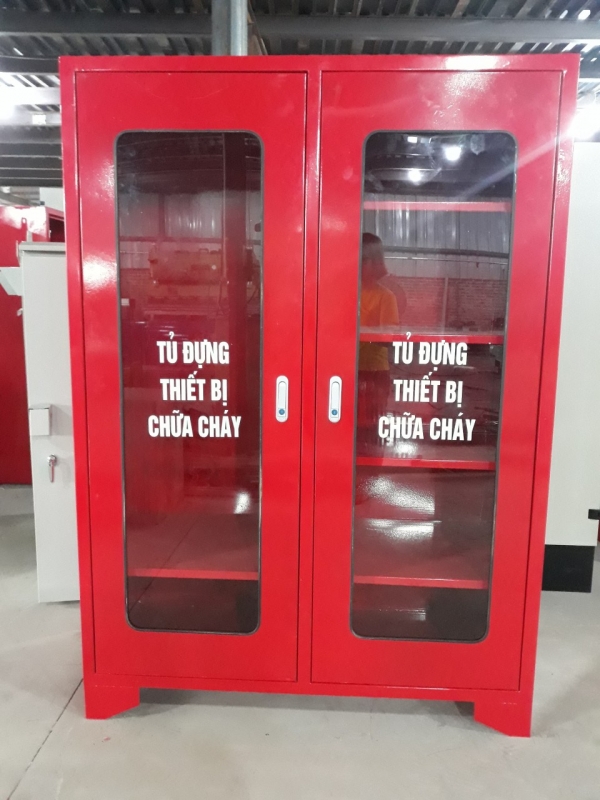 TỦ ĐỰNG
THIẾT BỊ
CHỮA CHÁY
TỦ ĐỰNG
THIẾT BỊ
CHỮA CHÁY